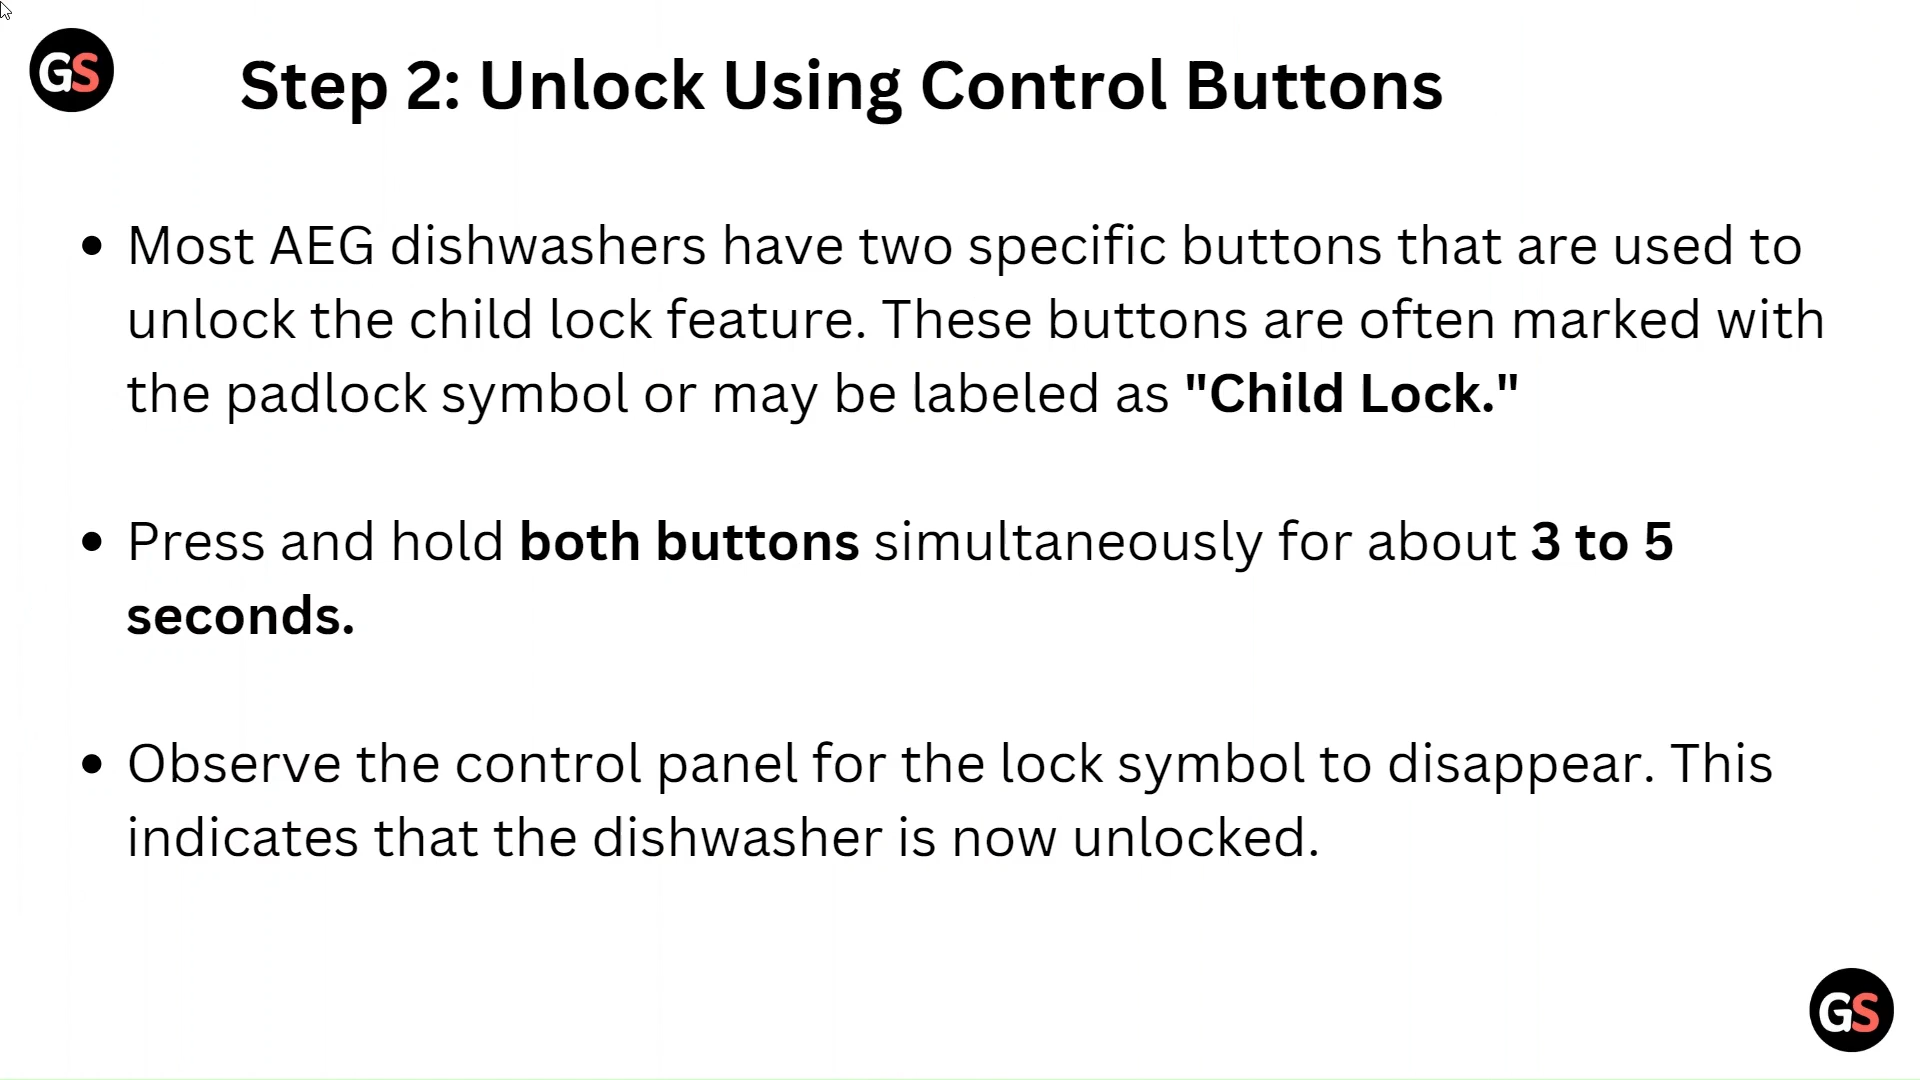 GS
Step 2: Unlock Using Control Buttons
• Most AEG dishwashers have two specific buttons that are used to
unlock the child lock feature. These buttons are often marked with
the padlock symbol or may be labeled as "Child Lock."
• Press and hold both buttons simultaneously for about 3 to 5
seconds.
• Observe the control panel for the lock symbol to disappear. This
indicates that the dishwasher is now unlocked.
GS